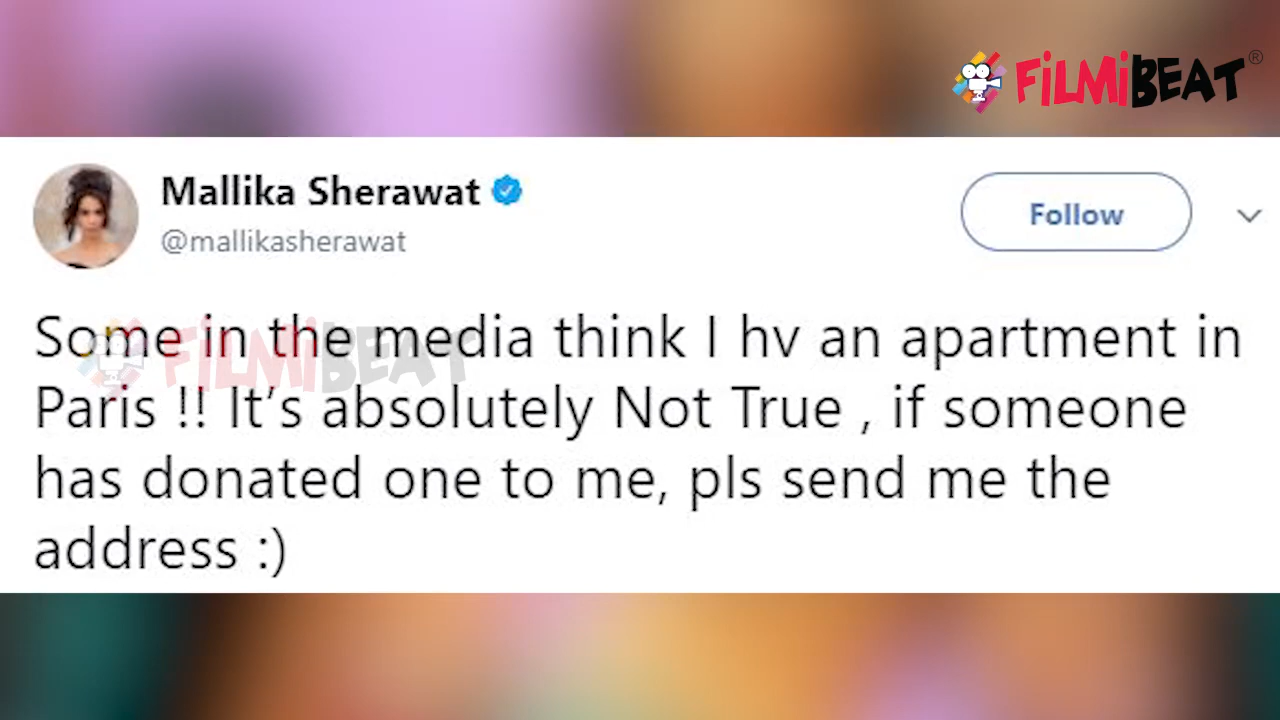 FiLMiBEAT®
Mallika Sherawat
@mallikasherawat
Follow
Some in the media think I hv an apartment in
FiLMiBEAT
Paris !! It's absolutely Not True , if someone
has donated one to me, pls send me the
address :)